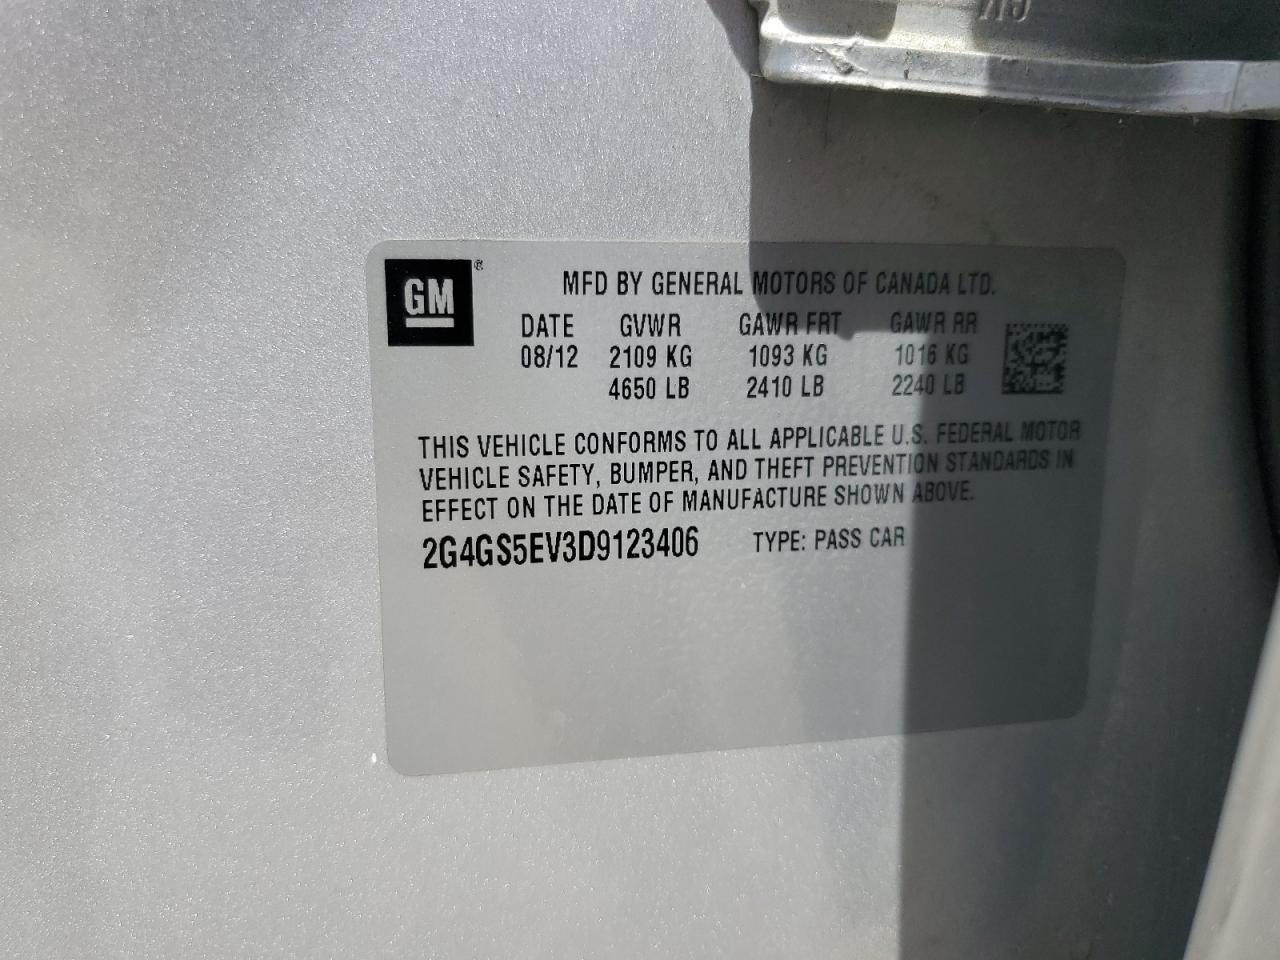 GM®
MFD BY GENERAL MOTORS OF CANADA LTD.
DATE GVWR GAWR FRT GAWR RR
08/12 2109 KG 1093 KG 1016 KG
4650 LB 2410 LB 2240 LB
THIS VEHICLE CONFORMS TO ALL APPLICABLE U.S. FEDERAL MOTOR
VEHICLE SAFETY, BUMPER, AND THEFT PREVENTION STANDARDS IN
EFFECT ON THE DATE OF MANUFACTURE SHOWN ABOVE.
2G4GS5EV3D9123406 TYPE: PASS CAR